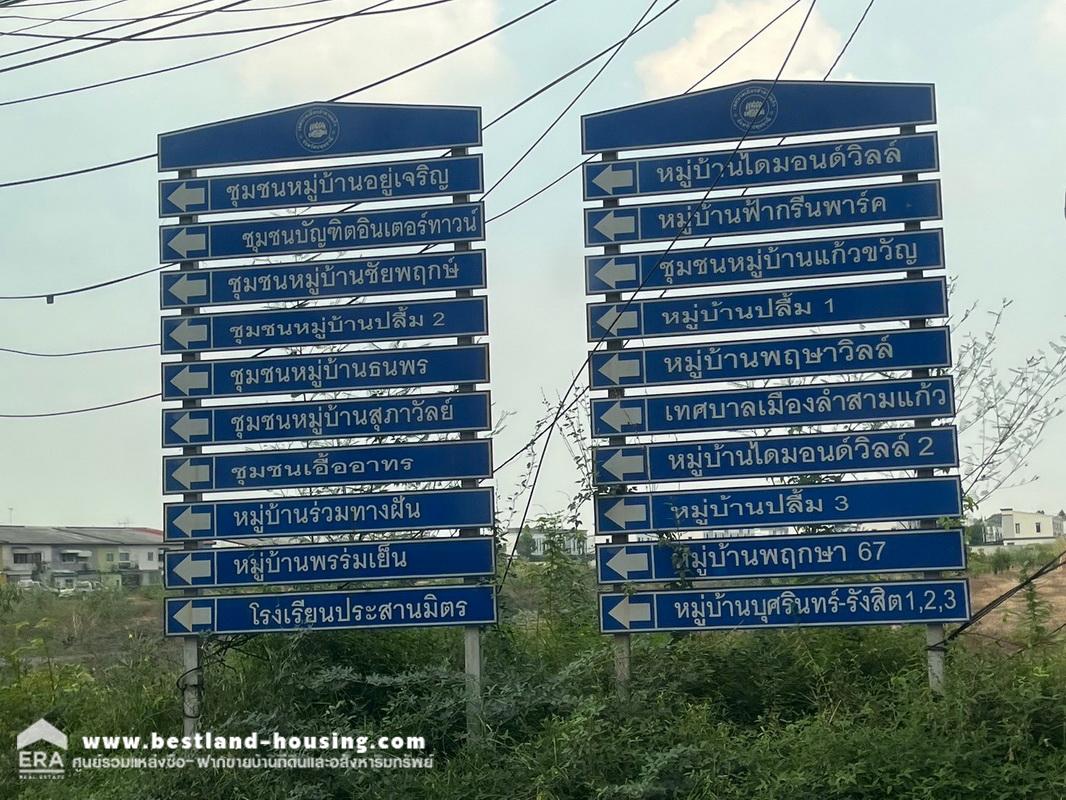 ชุมชนหมู่บ้านอยู่เจริญ
ชุมชนบัณฑิตอินเตอร์ทาวน์
ชุมชนหมู่บ้านชัยพฤกษ์
ชุมชนหมู่บ้านปลื้ม 2
ชุมชนหมู่บ้านธนพร
ชุมชนหมู่บ้านสุภาวัลย์
ชุมชนเอื้ออาทร
หมู่บ้านร่วมทางฝัน
หมู่บ้านพรร่มเย็น
โรงเรียนประสานมิตร
หมู่บ้านไดมอนด์วิลล์
หมู่บ้านฟ้ากรีนพาร์ค
ชุมชนหมู่บ้านแก้วขวัญ
หมู่บ้านปลื้ม 1
หมู่บ้านพฤษาวิลล์
เทศบาลเมืองลำสามแก้ว
หมู่บ้านไดมอนด์วิลล์ 2
หมู่บ้านปลื้ม 3
หมู่บ้านพฤกษา 67
หมู่บ้านบุศรินทร์-รังสิต1,2,3
ERA
REAL ESTATE
www.bestland-housing.com
ศูนย์รวมแหล่งซื้อ-ฝากขายบ้านที่ดินและอสังหาริมทรัพย์